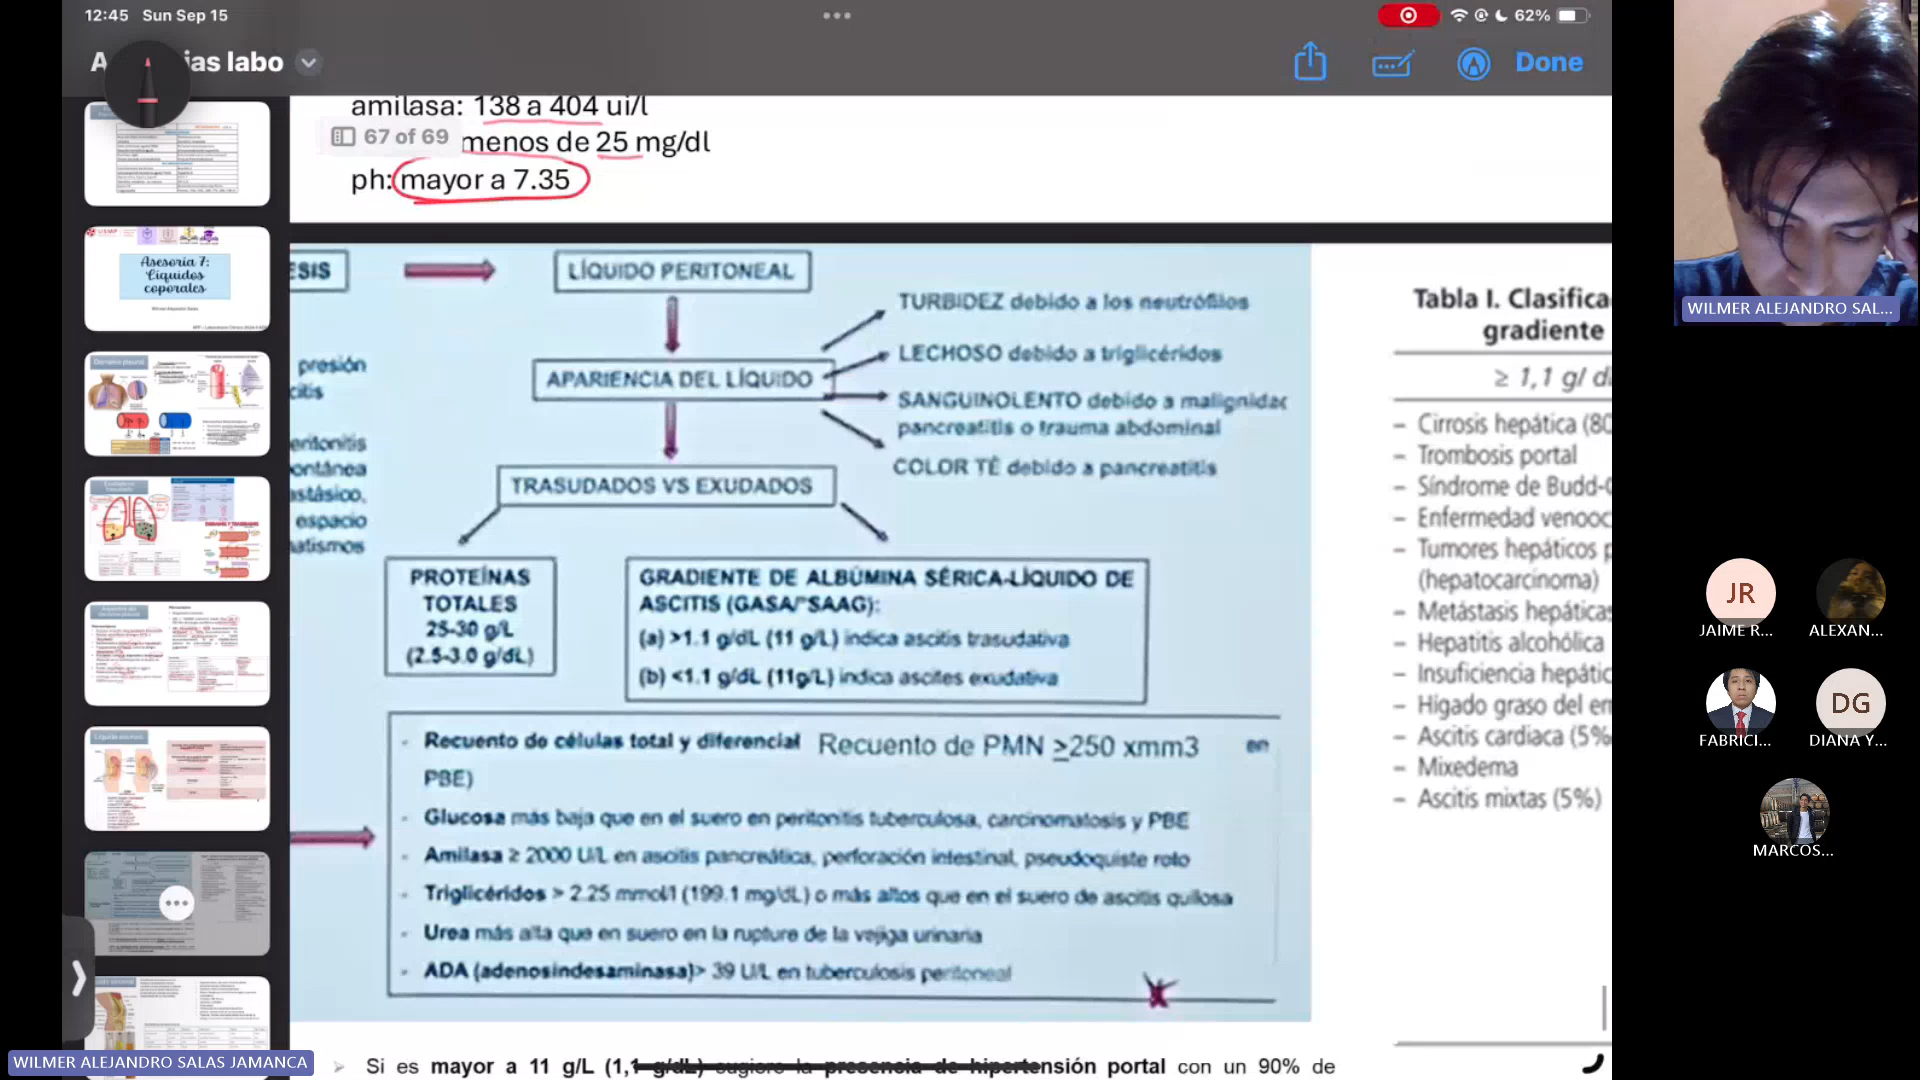 12:45 Sun Sep 15
62%
ias labo
Done
amilasa: 138 a 404 ui/l
67 of 69
menos de 25 mg/dl
ph: mayor a 7.35
ESIS
LÍQUIDO PERITONEAL
TURBIDEZ debido a los neutrófilos
LECHOSO debido a triglicéridos
APARIENCIA DEL LÍQUIDO
SANGUINOLENTO debido a malignidad
pancreatitis o trauma abdominal
COLOR TÉ debido a pancreatitis
presión
TRASUDADOS VS EXUDADOS
espacio
PROTEÍNAS
TOTALES
25-30 g/L
(2.5-3.0 g/dL)
GRADIENTE DE ALBÚMINA SÉRICA-LÍQUIDO DE
ASCITIS (GASA/"SAAG):
(a) >1.1 g/dL (11 g/L) indica ascitis trasudativa
(b) <1.1 g/dL (11g/L) indica ascites exudativa
- Recuento de células total y diferencial Recuento de PMN ≥250 xmm3 en
PBE)
- Glucosa más baja que en el suero en peritonitis tuberculosa, carcinomatosis y PBE
- Amilasa ≥ 2000 U/L en ascitis pancreática, perforación intestinal, pseudoquiste roto
- Triglicéridos > 2.25 mmol/l (199.1 mg/dL) o más altos que en el suero de ascitis quilosa
- Urea más alta que en suero en la rupture de la vejiga urinaria
- ADA (adenosindesaminasa)> 39 U/L en tuberculosis peritoneal
➢ Si es mayor a 11 g/L (1,1 g/dL) sugiere la presencia de hipertensión portal con un 90% de
Tabla I. Clasifica
gradiente
≥ 1,1 g/ d
– Cirrosis hepática (80
– Trombosis portal
– Síndrome de Budd-
– Enfermedad venooc
– Tumores hepáticos p
(hepatocarcinoma)
– Metástasis hepáticas
– Hepatitis alcohólica
– Insuficiencia hepátic
– Hígado graso del em
– Ascitis cardiaca (5%
– Mixedema
– Ascitis mixtas (5%)
Asesoría 7:
Líquidos
coporales
WILMER ALEJANDRO SALAS JAMANCA
WILMER ALEJANDRO SAL...
JR
JAIME R...
ALEXAN...
FABRICI...
DG
DIANA Y...
MARCOS...